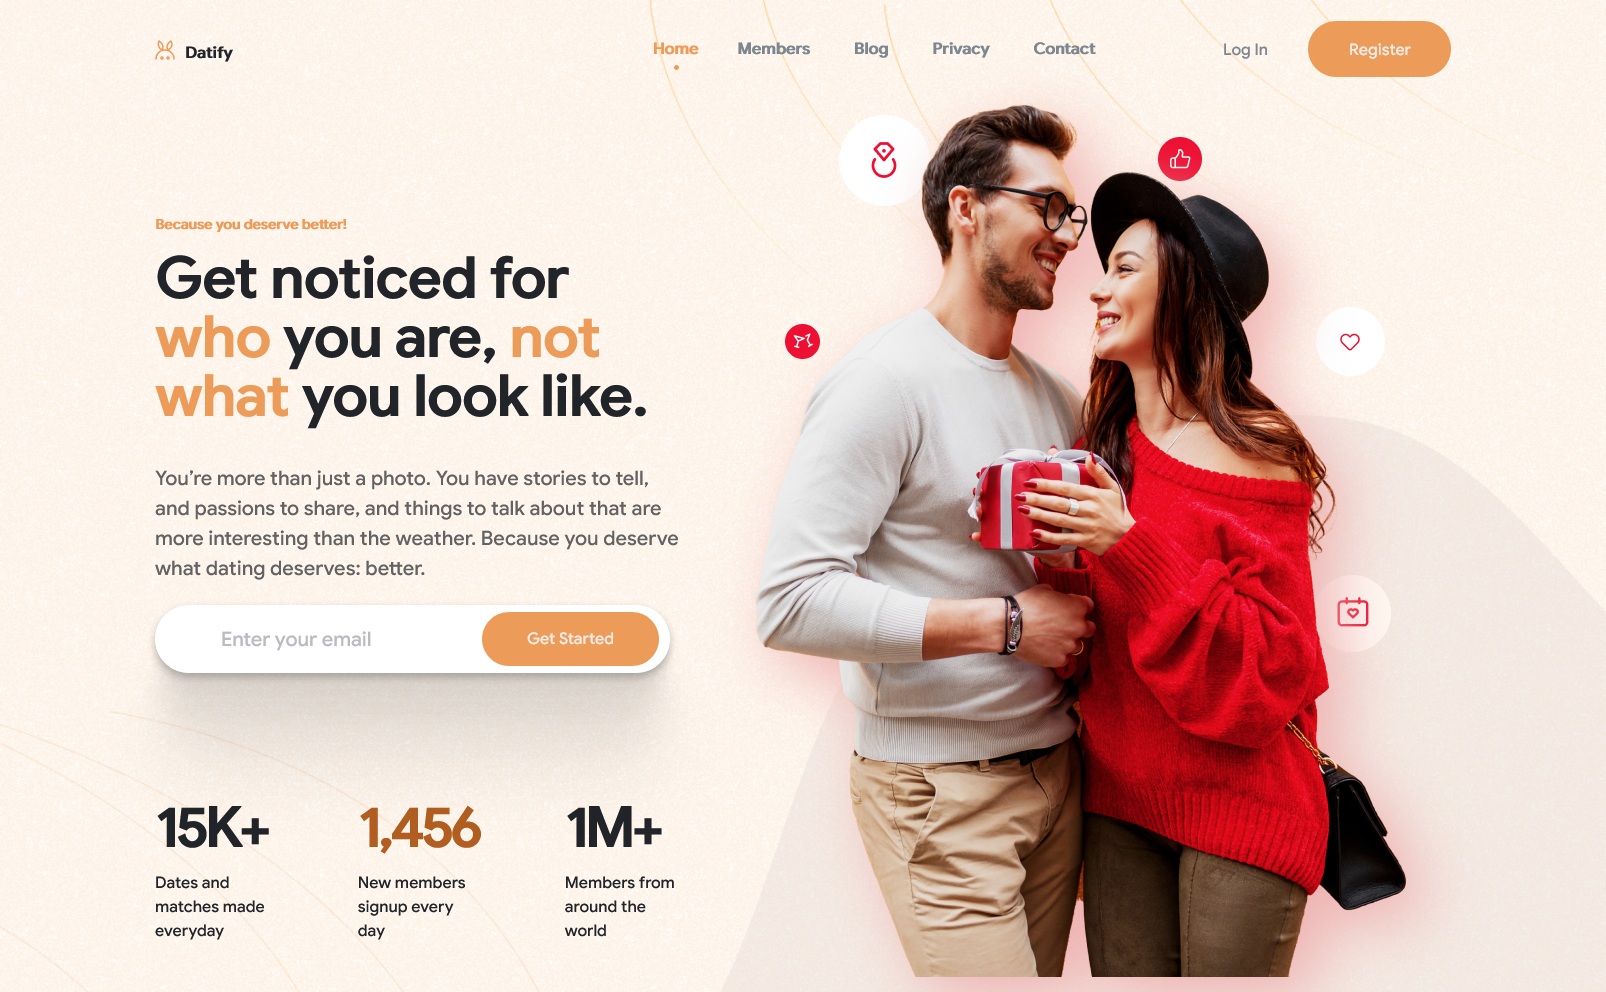 Datify
Home Members Blog Privacy Contact Log In Register
Because you deserve better!
Get noticed for
who you are, not
what you look like.
You’re more than just a photo. You have stories to tell,
and passions to share, and things to talk about that are
more interesting than the weather. Because you deserve
what dating deserves: better.
Enter your email Get Started
15K+
Dates and
matches made
everyday
1,456
New members
signup every
day
1M+
Members from
around the
world